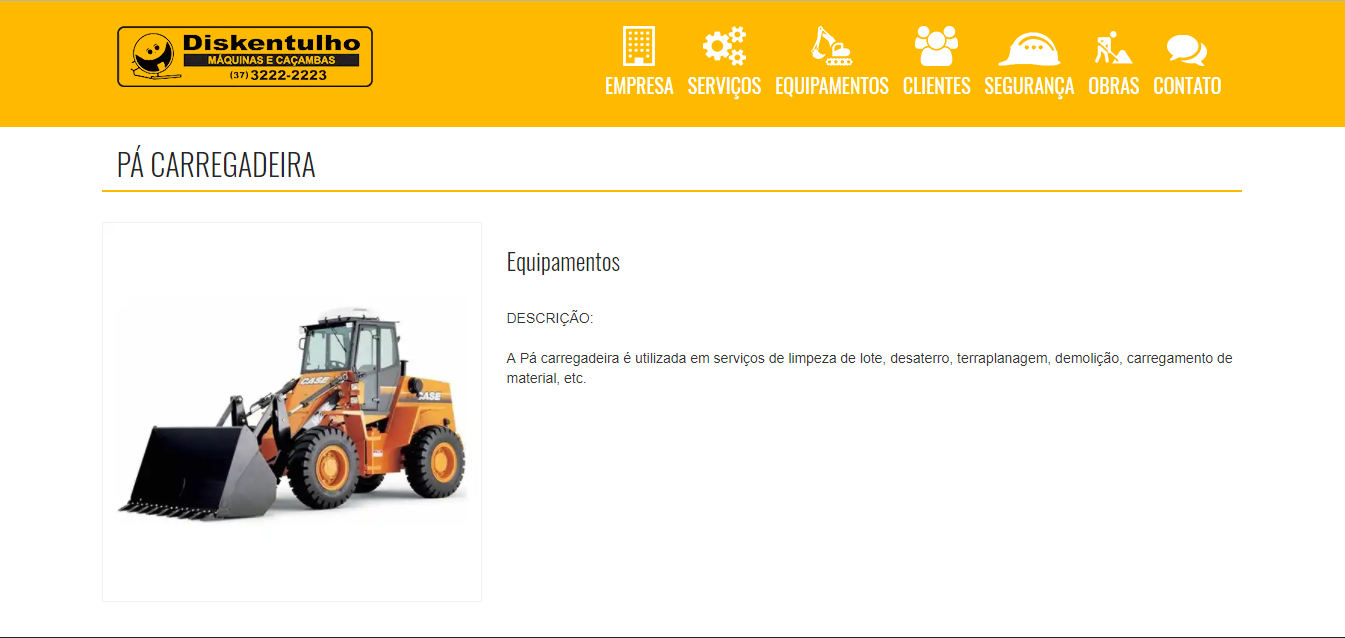 Diskentulho
MÁQUINAS E CAÇAMBAS
(37) 3222-2223
EMPRESA SERVIÇOS EQUIPAMENTOS CLIENTES SEGURANÇA OBRAS CONTATO
PÁ CARREGADEIRA
Equipamentos
DESCRIÇÃO:
A Pá carregadeira é utilizada em serviços de limpeza de lote, desaterro, terraplanagem, demolição, carregamento de
material, etc.
CASE
CASE